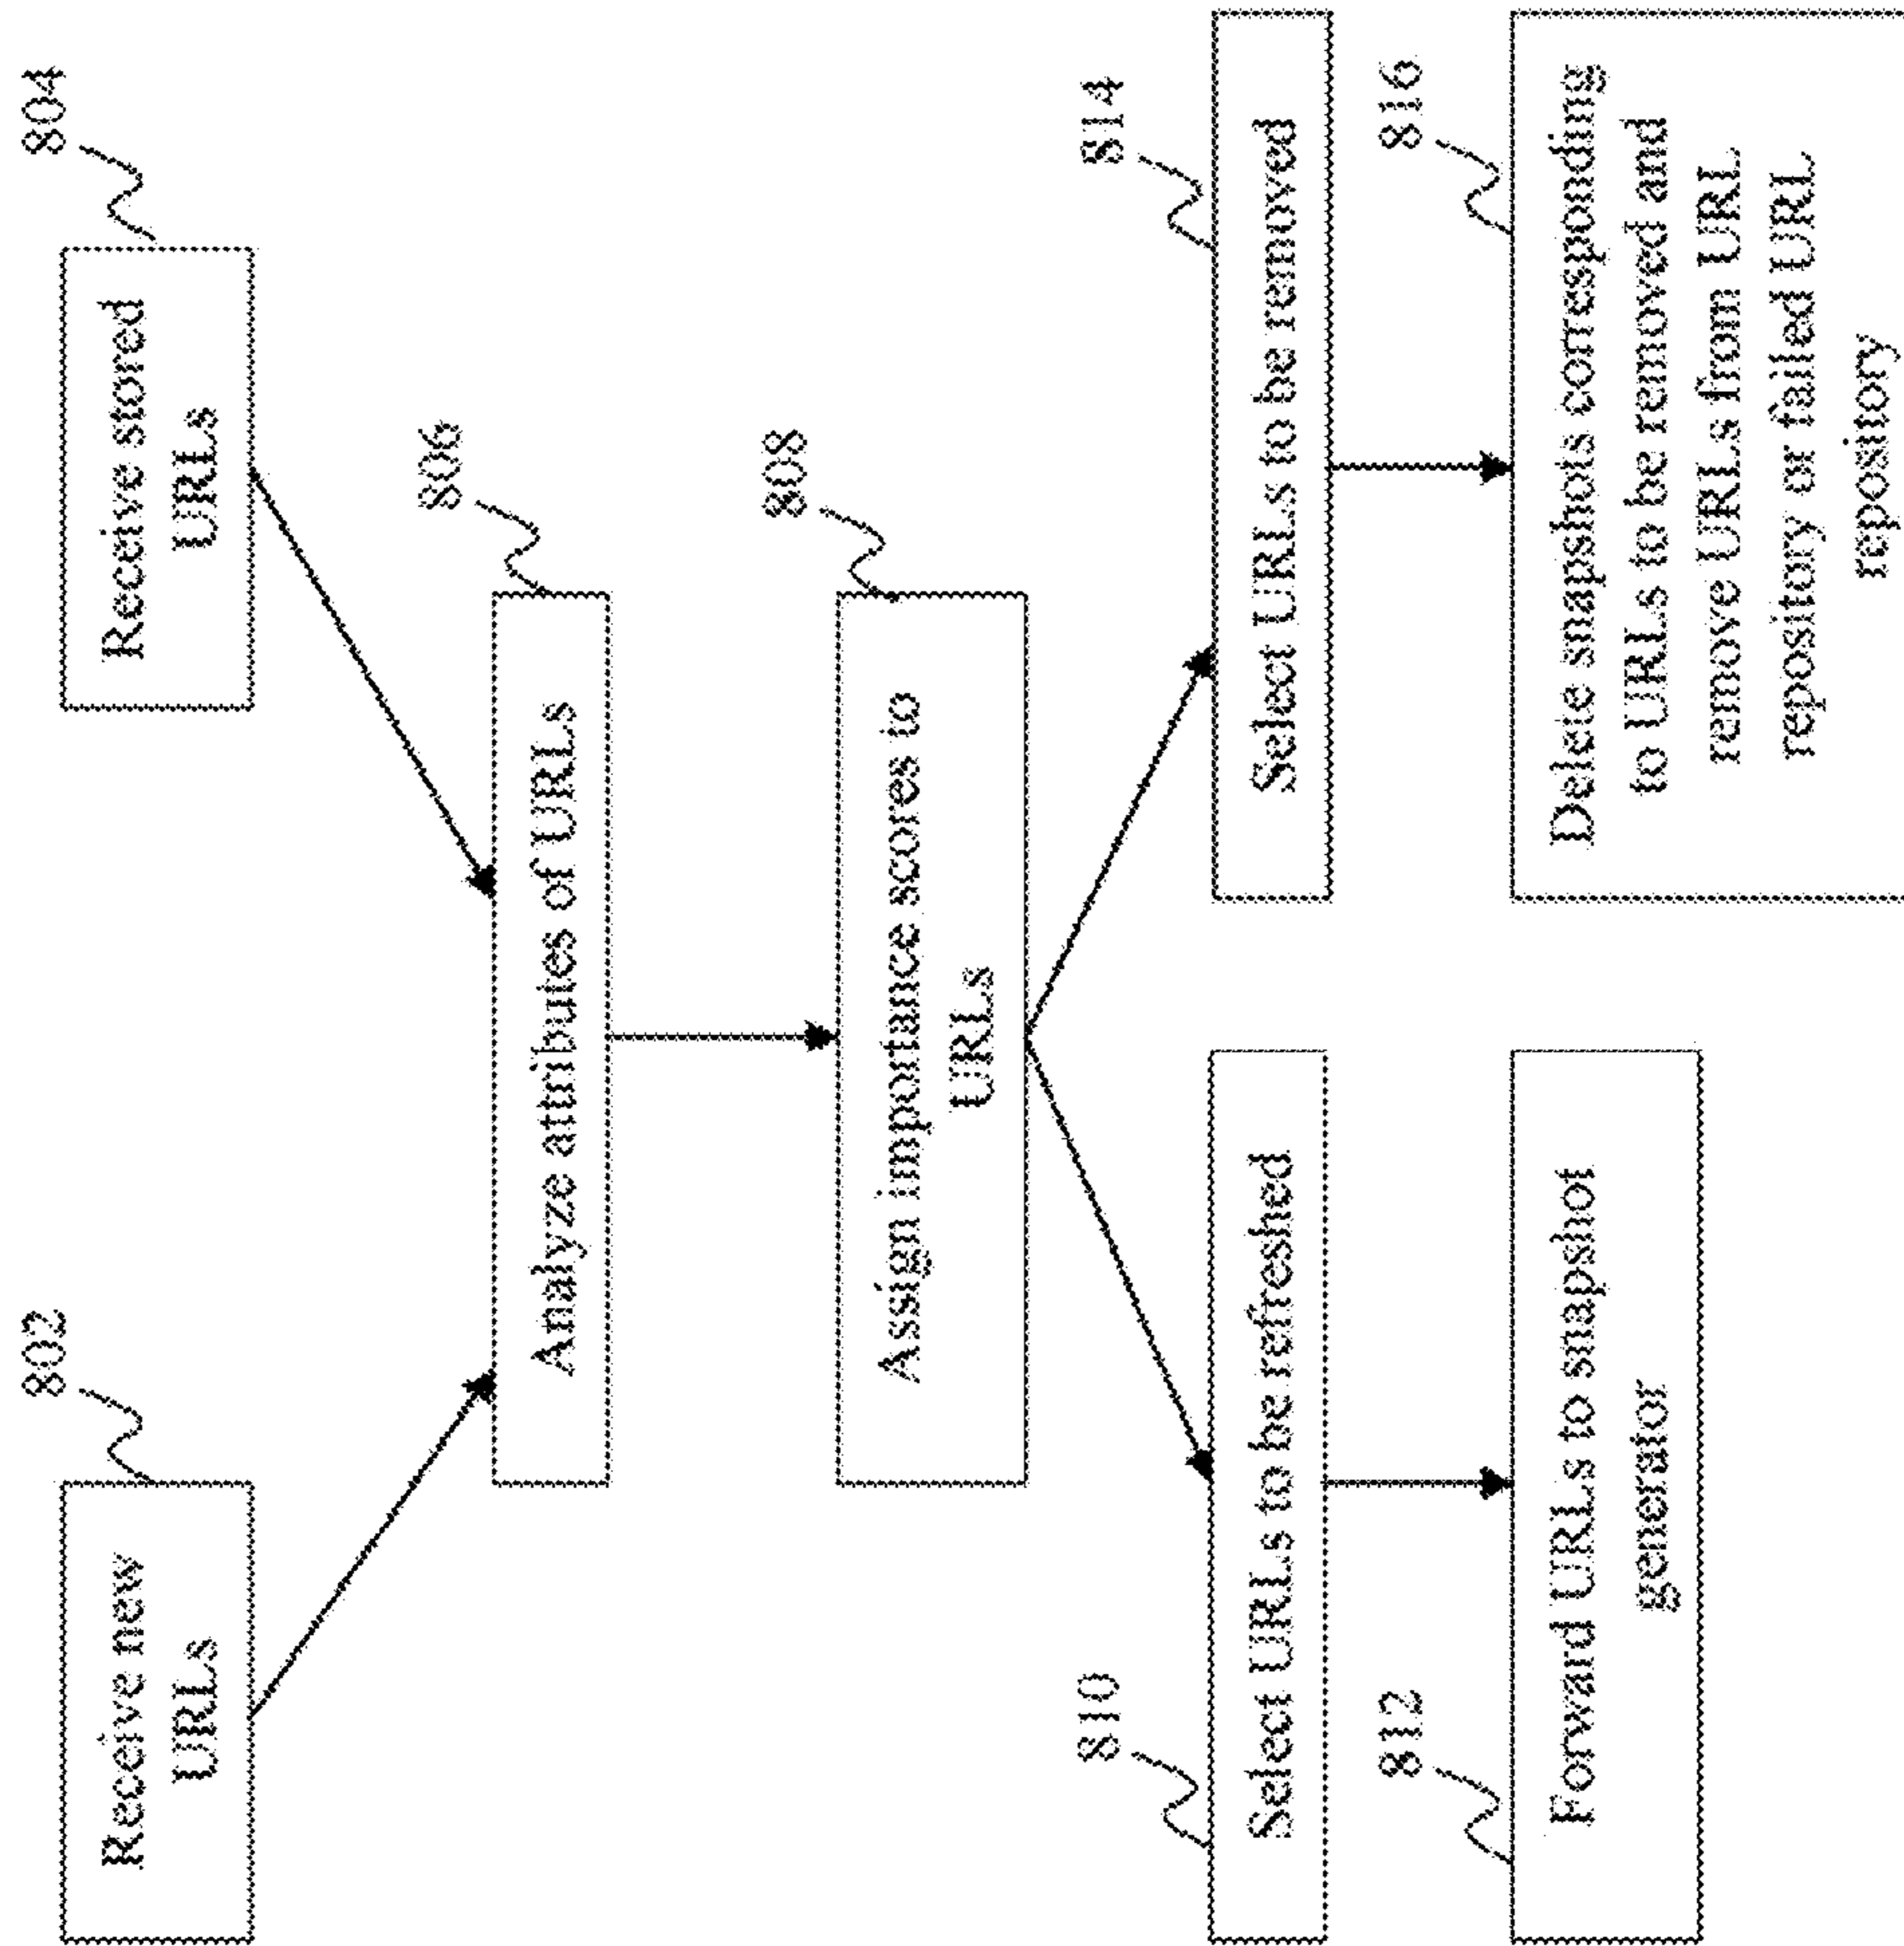 802
Receive new
URLs
804
Receive stored
URLs
806
Analyze attributes of URLs
808
Assign importance scores to
URLs
810
Select URLs to be refreshed
812
Forward URLs to snapshot
generator
814
Select URLs to be removed
816
Delete snapshots corresponding
to URLs to be removed and
remove URLs from URL
repository or failed URL
repository